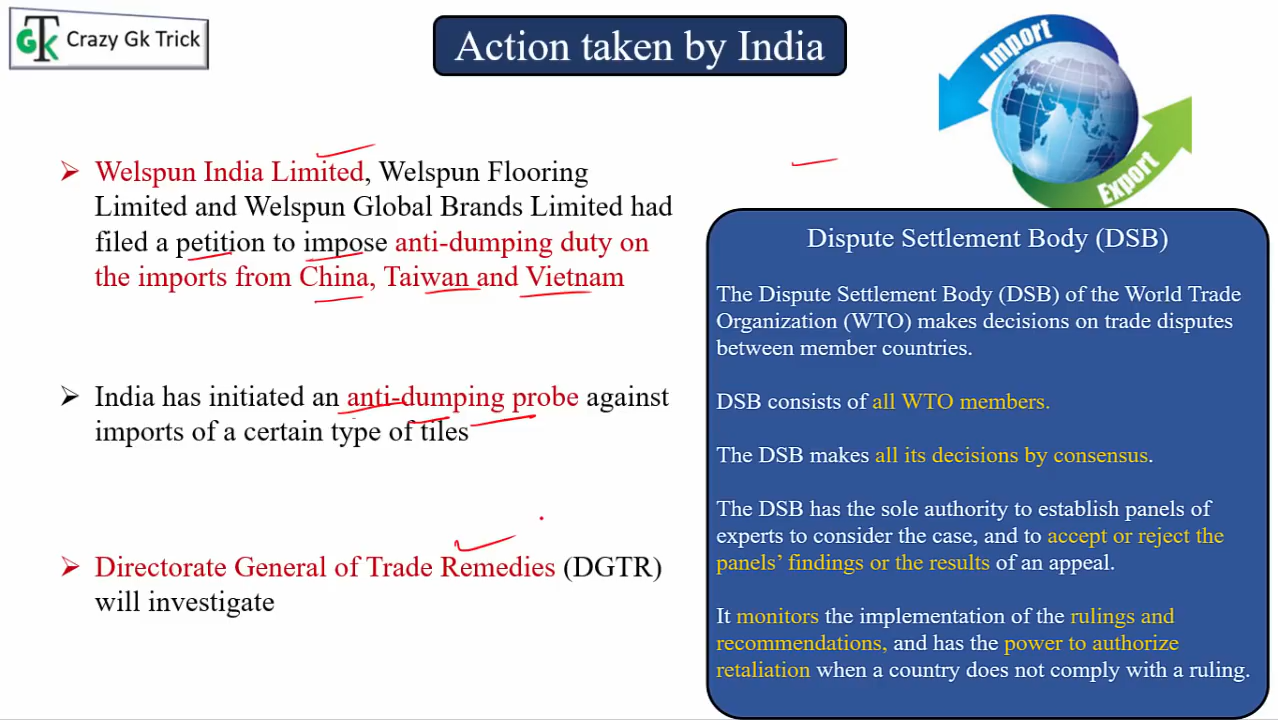 GTK Crazy Gk Trick
Action taken by India
Import
Export
➢ Welspun India Limited, Welspun Flooring
Limited and Welspun Global Brands Limited had
filed a petition to impose anti-dumping duty on
the imports from China, Taiwan and Vietnam
➢ India has initiated an anti-dumping probe against
imports of a certain type of tiles
➢ Directorate General of Trade Remedies (DGTR)
will investigate
Dispute Settlement Body (DSB)
The Dispute Settlement Body (DSB) of the World Trade
Organization (WTO) makes decisions on trade disputes
between member countries.
DSB consists of all WTO members.
The DSB makes all its decisions by consensus.
The DSB has the sole authority to establish panels of
experts to consider the case, and to accept or reject the
panels’ findings or the results of an appeal.
It monitors the implementation of the rulings and
recommendations, and has the power to authorize
retaliation when a country does not comply with a ruling.